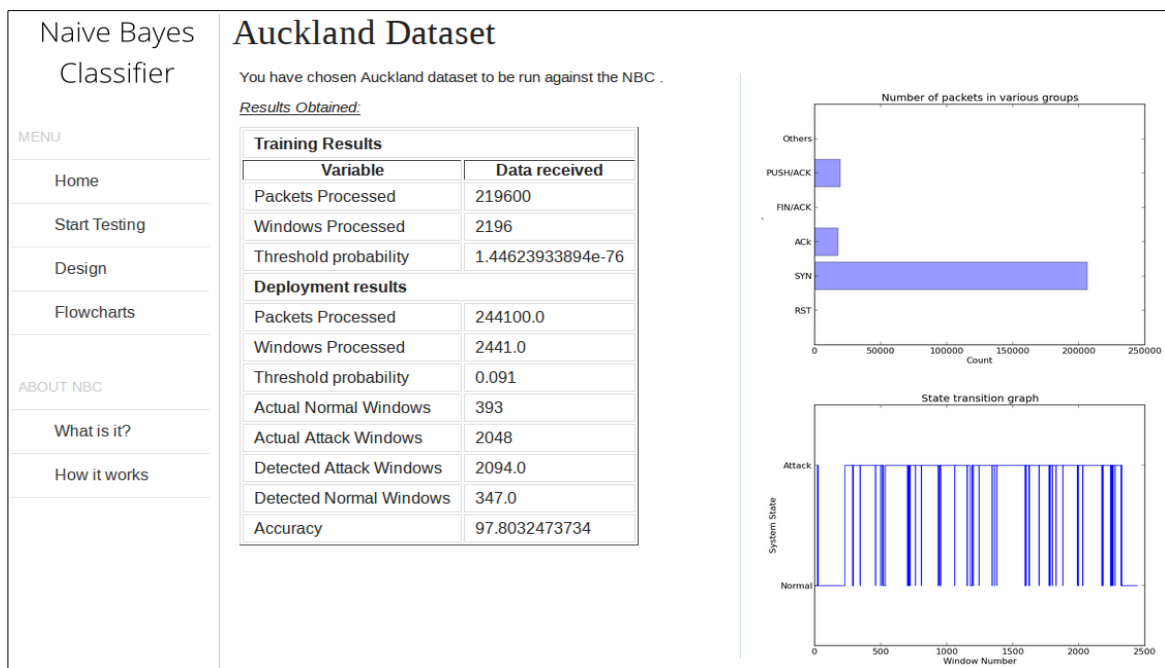 Naive Bayes
Classifier
MENU
Home
Start Testing
Design
Flowcharts
ABOUT NBC
What is it?
How it works
Auckland Dataset
You have chosen Auckland dataset to be run against the NBC .
Results Obtained:
Training Results
Variable Data received
Packets Processed 219600
Windows Processed 2196
Threshold probability 1.44623933894e-76
Deployment results
Packets Processed 244100.0
Windows Processed 2441.0
Threshold probability 0.091
Actual Normal Windows 393
Actual Attack Windows 2048
Detected Attack Windows 2094.0
Detected Normal Windows 347.0
Accuracy 97.8032473734
Number of packets in various groups
Others
PUSH/ACK
FIN/ACK
ACk
SYN
RST
0 50000 100000 150000 200000 250000
Count
State transition graph
System State
Attack
Normal
0 500 1000 1500 2000 2500
Window Number